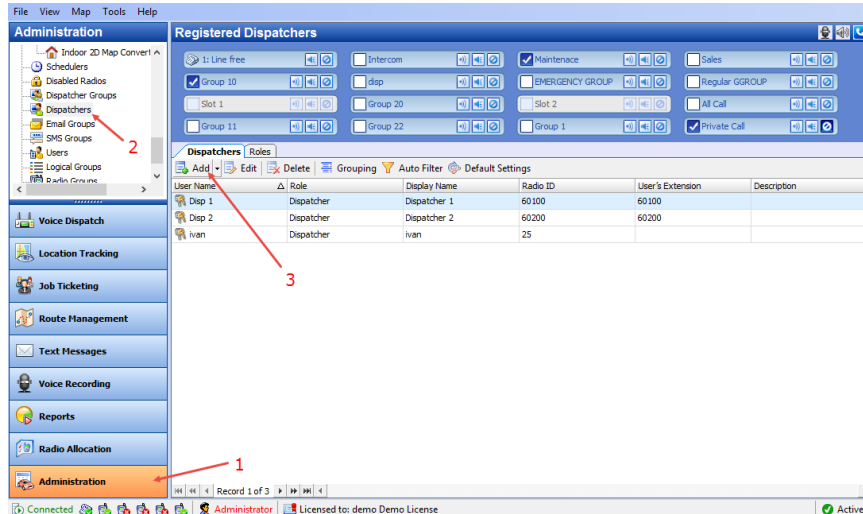 File View Map Tools Help
Administration
Registered Dispatchers
Indoor 2D Map Convert
Schedulers
Disabled Radios
Dispatcher Groups
Dispatchers
Email Groups
SMS Groups
Users
Logical Groups
Radio Groups
2
1: Line free
Intercom
Maintenace
Sales
Group 10
disp
EMERGENCY GROUP
Regular GGROUP
Slot 1
Group 20
Slot 2
All Call
Group 11
Group 22
Group 1
Private Call
Dispatchers Roles
Add Edit Delete Grouping Auto Filter Default Settings
User Name Role Display Name Radio ID User's Extension Description
Disp 1 Dispatcher Dispatcher 1 60100 60100
Disp 2 Dispatcher Dispatcher 2 60200 60200
ivan Dispatcher ivan 25
3
Voice Dispatch
Location Tracking
Job Ticketing
Route Management
Text Messages
Voice Recording
Reports
Radio Allocation
Administration
1
Record 1 of 3
Connected Administrator Licensed to: demo Demo License Active